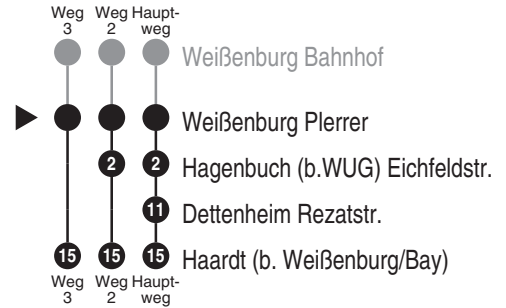 Weg Weg Haupt-
3 2 weg
Weißenburg Bahnhof
Weißenburg Plerrer
2 2 Hagenbuch (b.WUG) Eichfeldstr.
11 Dettenheim Rezatstr.
15 15 15 Haardt (b. Weißenburg/Bay)
Weg Weg Haupt-
3 2 weg